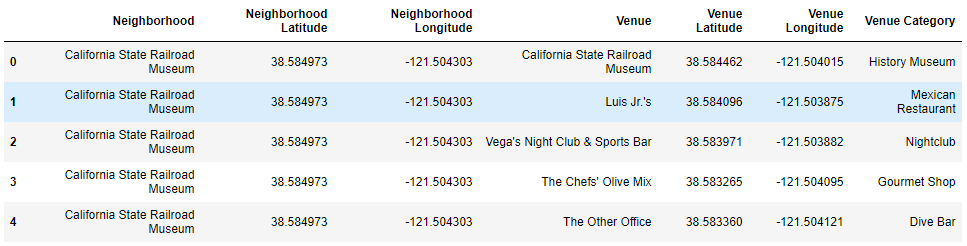 Neighborhood Neighborhood Latitude Neighborhood Longitude Venue Venue Latitude Venue Longitude Venue Category
0 California State Railroad Museum 38.584973 -121.504303 California State Railroad Museum 38.584462 -121.504015 History Museum
1 California State Railroad Museum 38.584973 -121.504303 Luis Jr.'s 38.584096 -121.503875 Mexican Restaurant
2 California State Railroad Museum 38.584973 -121.504303 Vega's Night Club & Sports Bar 38.583971 -121.503882 Nightclub
3 California State Railroad Museum 38.584973 -121.504303 The Chefs' Olive Mix 38.583265 -121.504095 Gourmet Shop
4 California State Railroad Museum 38.584973 -121.504303 The Other Office 38.583360 -121.504121 Dive Bar